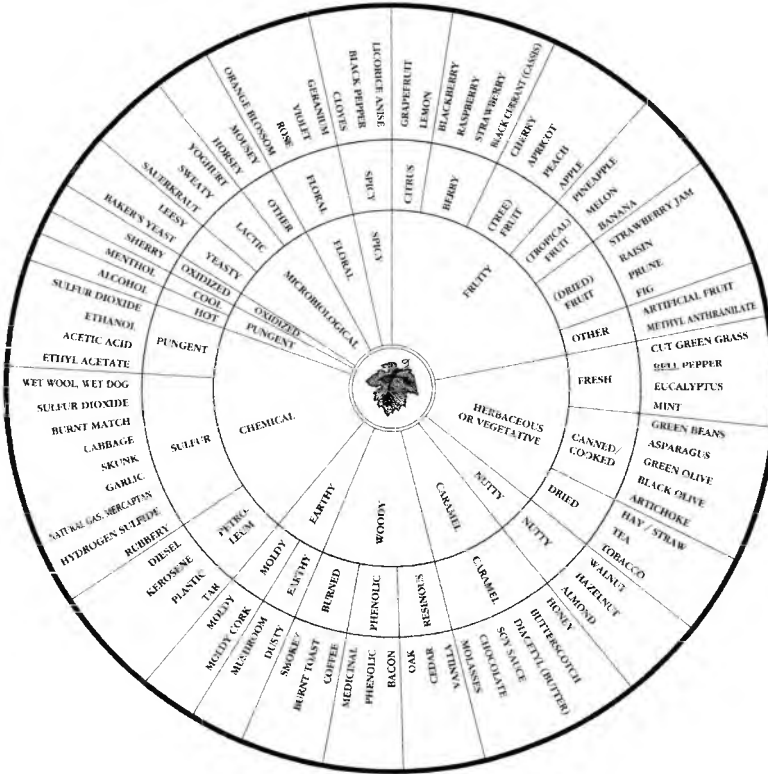 SPICY
FRUITY
HERBACEOUS
OR VEGETATIVE
NUTTY
CARAMEL
WOODY
EARTHY
CHEMICAL
PUNGENT
OXIDIZED
MICROBIOLOGICAL
FLORAL
SPICY
CITRUS
BERRY
(TREE)
FRUIT
(TROPICAL)
FRUIT
(DRIED)
FRUIT
OTHER
FRESH
CANNED/
COOKED
DRIED
NUTTY
CARAMEL
RESINOUS
PHENOLIC
BURNED
EARTHY
MOLDY
PETRO-
LEUM
SULFUR
PUNGENT
HOT
COOL
OXIDIZED
YEASTY
LACTIC
OTHER
FLORAL
LICORICE ANISE
BLACK PEPPER
CLOVES
GRAPEFRUIT
LEMON
BLACKBERRY
RASPBERRY
STRAWBERRY
BLACK CURRANT (CASSIS)
CHERRY
APRICOT
PEACH
APPLE
PINEAPPLE
MELON
BANANA
STRAWBERRY JAM
RAISIN
PRUNE
FIG
ARTIFICIAL FRUIT
METHYL ANTHRANILATE
CUT GREEN GRASS
BELL PEPPER
EUCALYPTUS
MINT
GREEN BEANS
ASPARAGUS
GREEN OLIVE
BLACK OLIVE
ARTICHOKE
HAY / STRAW
TEA
TOBACCO
WALNUT
HAZELNUT
ALMOND
HONEY
BUTTERSCOTCH
DIACETYL (BUTTER)
SOY SAUCE
CHOCOLATE
MOLASSES
VANILLA
CEDAR
OAK
BACON
PHENOLIC
MEDICINAL
COFFEE
BURNT TOAST
SMOKEY
DUSTY
MUSHROOM
MOLDY CORK
MOLDY
TAR
PLASTIC
KEROSENE
DIESEL
RUBBERY
HYDROGEN SULFIDE
NATURAL GAS, MERCAPTAN
GARLIC
SKUNK
CABBAGE
BURNT MATCH
SULFUR DIOXIDE
WET WOOL, WET DOG
ETHYL ACETATE
ACETIC ACID
ETHANOL
SULFUR DIOXIDE
ALCOHOL
MENTHOL
SHERRY
BAKER'S YEAST
LEESY
SAUERKRAUT
SWEATY
YOGHURT
HORSEY
MOUSEY
ORANGE BLOSSOM
ROSE
VIOLET
GERANIUM